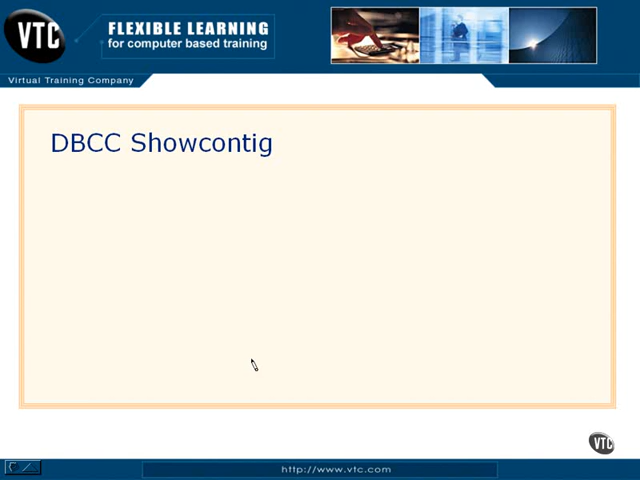 VTC
FLEXIBLE LEARNING
for computer based training
Virtual Training Company
DBCC Showcontig
VTC
http://www.vtc.com